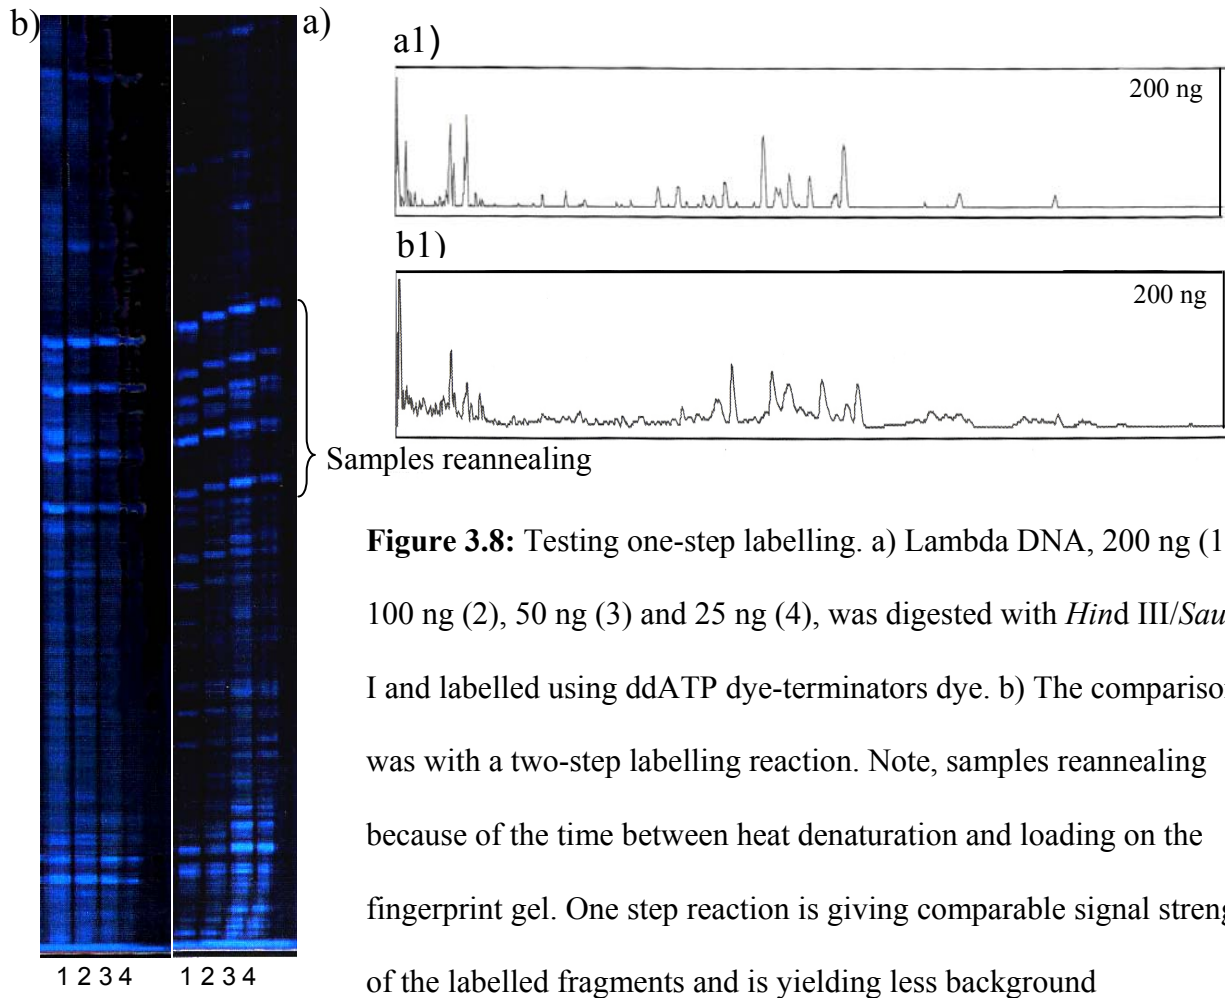 b)
a)
a1)
200 ng
b1)
200 ng
Samples reannealing
1 2 3 4
1 2 3 4
Figure 3.8: Testing one-step labelling. a) Lambda DNA, 200 ng (1
100 ng (2), 50 ng (3) and 25 ng (4), was digested with Hind III/Sau
I and labelled using ddATP dye-terminators dye. b) The comparison
was with a two-step labelling reaction. Note, samples reannealing
because of the time between heat denaturation and loading on the
fingerprint gel. One step reaction is giving comparable signal streng
of the labelled fragments and is yielding less background